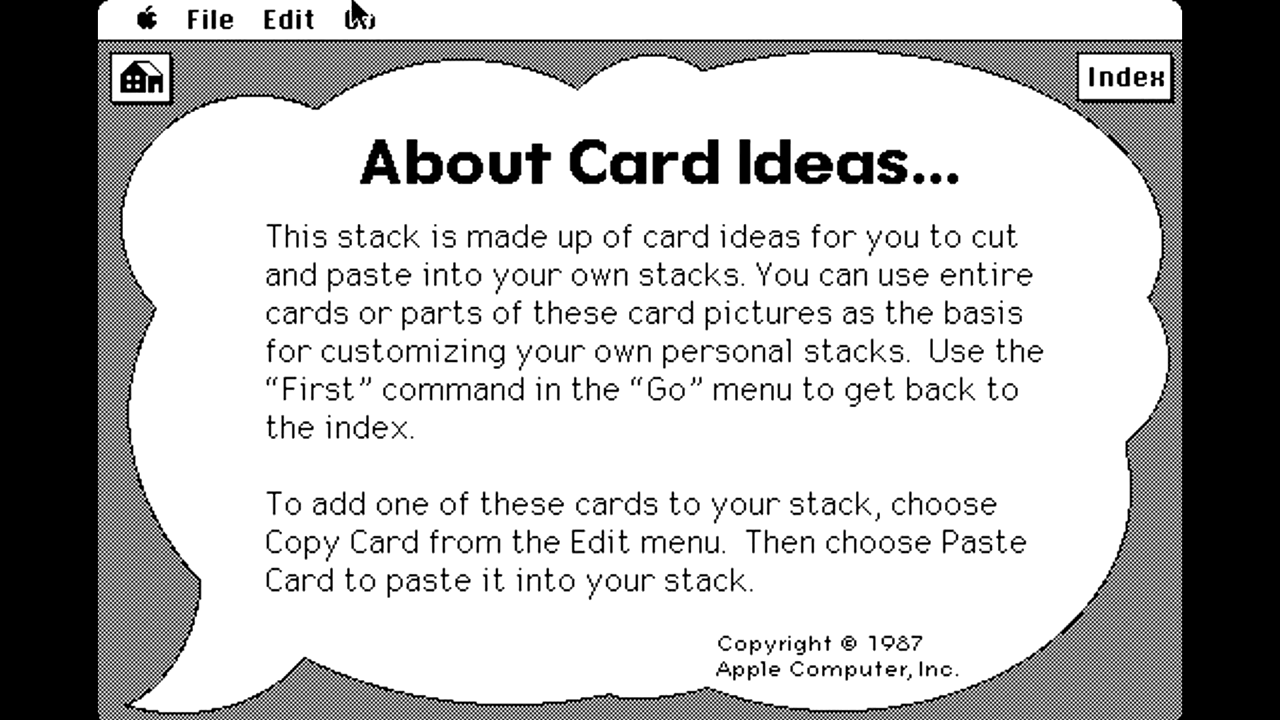 File Edit
Index
About Card Ideas...
This stack is made up of card ideas for you to cut
and paste into your own stacks. You can use entire
cards or parts of these card pictures as the basis
for customizing your own personal stacks.  Use the
“First” command in the “Go” menu to get back to
the index.
To add one of these cards to your stack, choose
Copy Card from the Edit menu.  Then choose Paste
Card to paste it into your stack.
Copyright © 1987
Apple Computer, Inc.